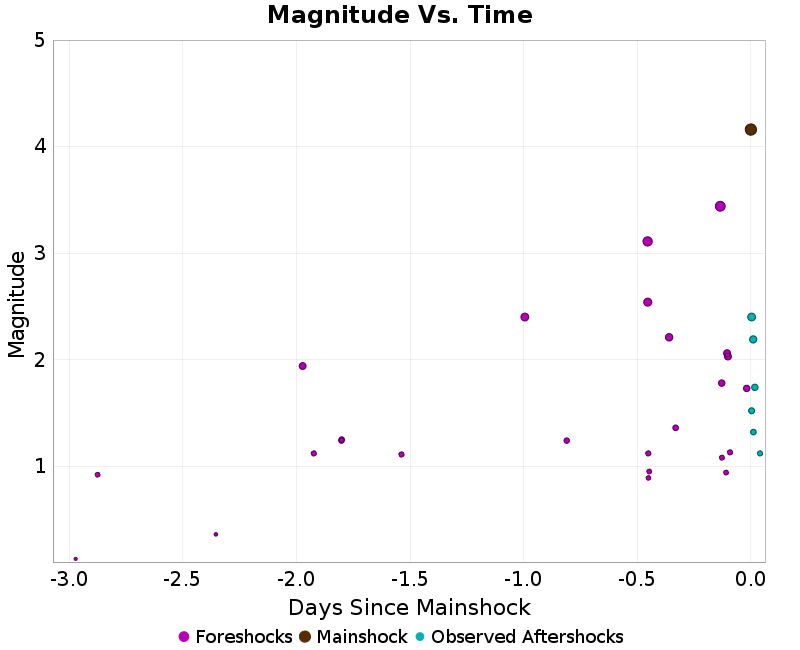 Magnitude Vs. Time
5
4
3
2
1
Magnitude
-3.0 -2.5 -2.0 -1.5 -1.0 -0.5 0.0
Days Since Mainshock
Foreshocks Mainshock Observed Aftershocks